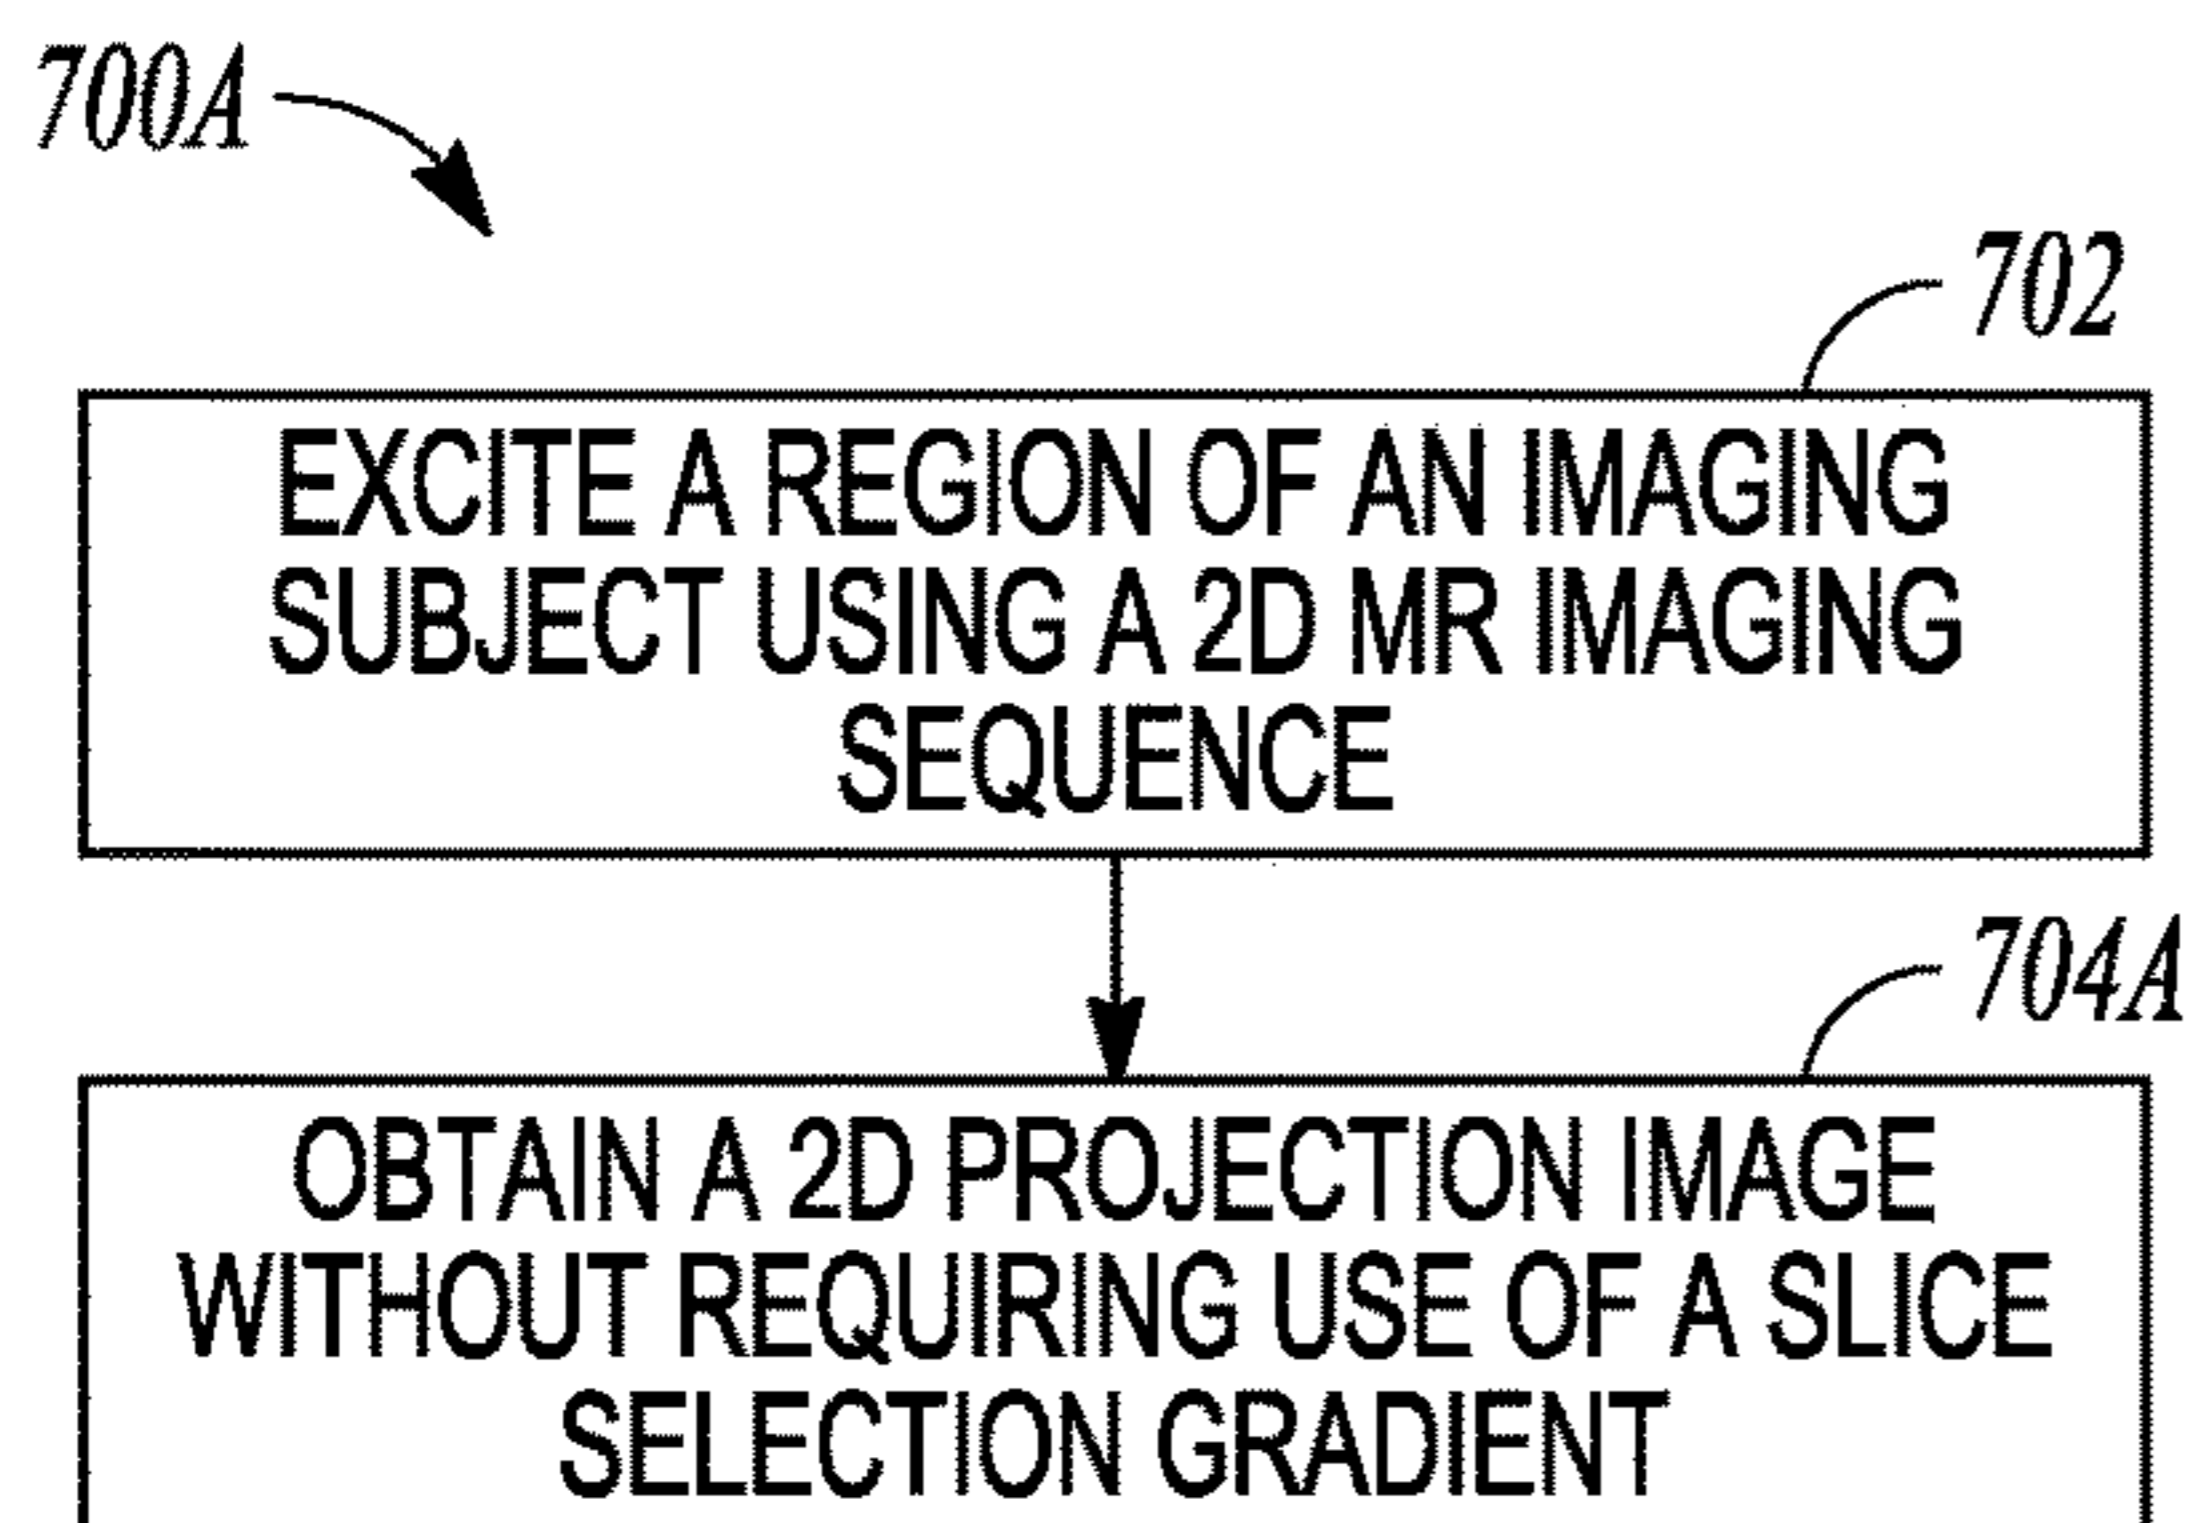 700A
702
EXCITE A REGION OF AN IMAGING
SUBJECT USING A 2D MR IMAGING
SEQUENCE
704A
OBTAIN A 2D PROJECTION IMAGE
WITHOUT REQUIRING USE OF A SLICE
SELECTION GRADIENT